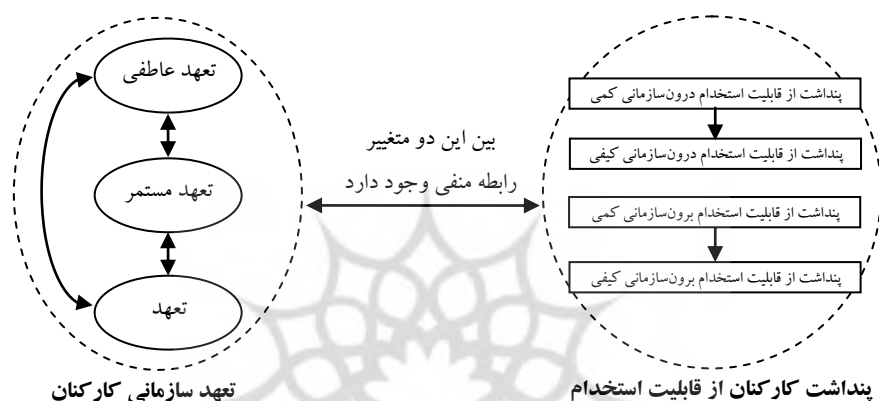 پنداشت از قابلیت استخدام درون‌سازمانی کمی
پنداشت از قابلیت استخدام درون‌سازمانی کیفی
پنداشت از قابلیت استخدام برون‌سازمانی کمی
پنداشت از قابلیت استخدام برون‌سازمانی کیفی
پنداشت کارکنان از قابلیت استخدام
بین این دو متغییر
رابطه منفی وجود دارد
تعهد عاطفی
تعهد مستمر
تعهد
تعهد سازمانی کارکنان